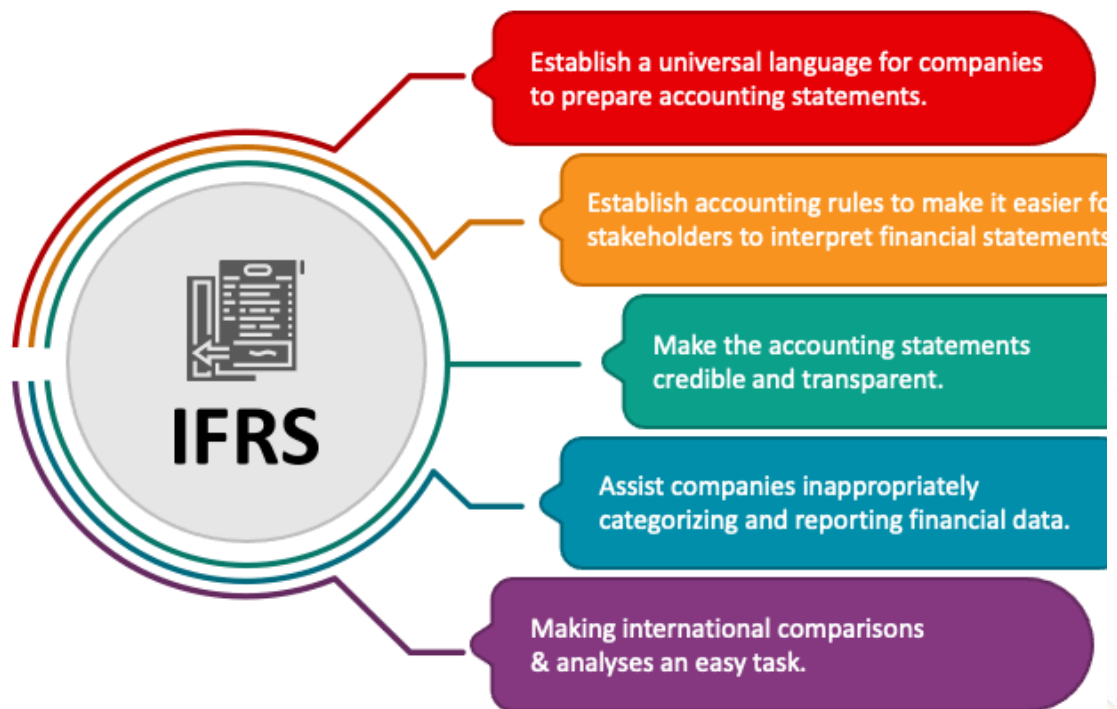 Establish a universal language for companies
to prepare accounting statements.
Establish accounting rules to make it easier fo
stakeholders to interpret financial statements
Make the accounting statements
credible and transparent.
IFRS
Assist companies inappropriately
categorizing and reporting financial data.
Making international comparisons
& analyses an easy task.